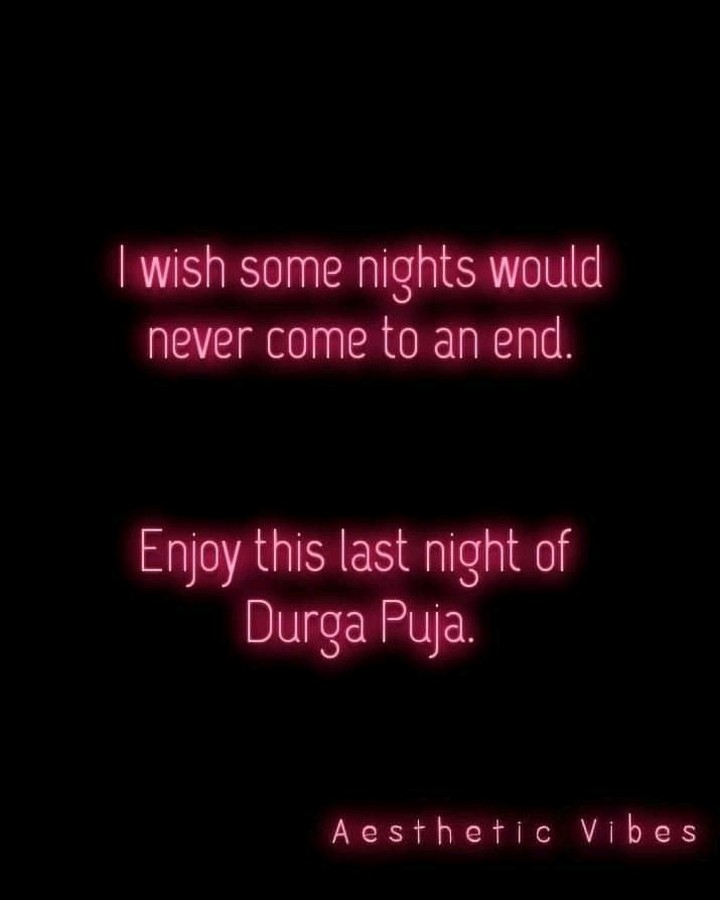 I wish some nights would
never come to an end.
Enjoy this last night of
Durga Puja.
Aesthetic Vibes